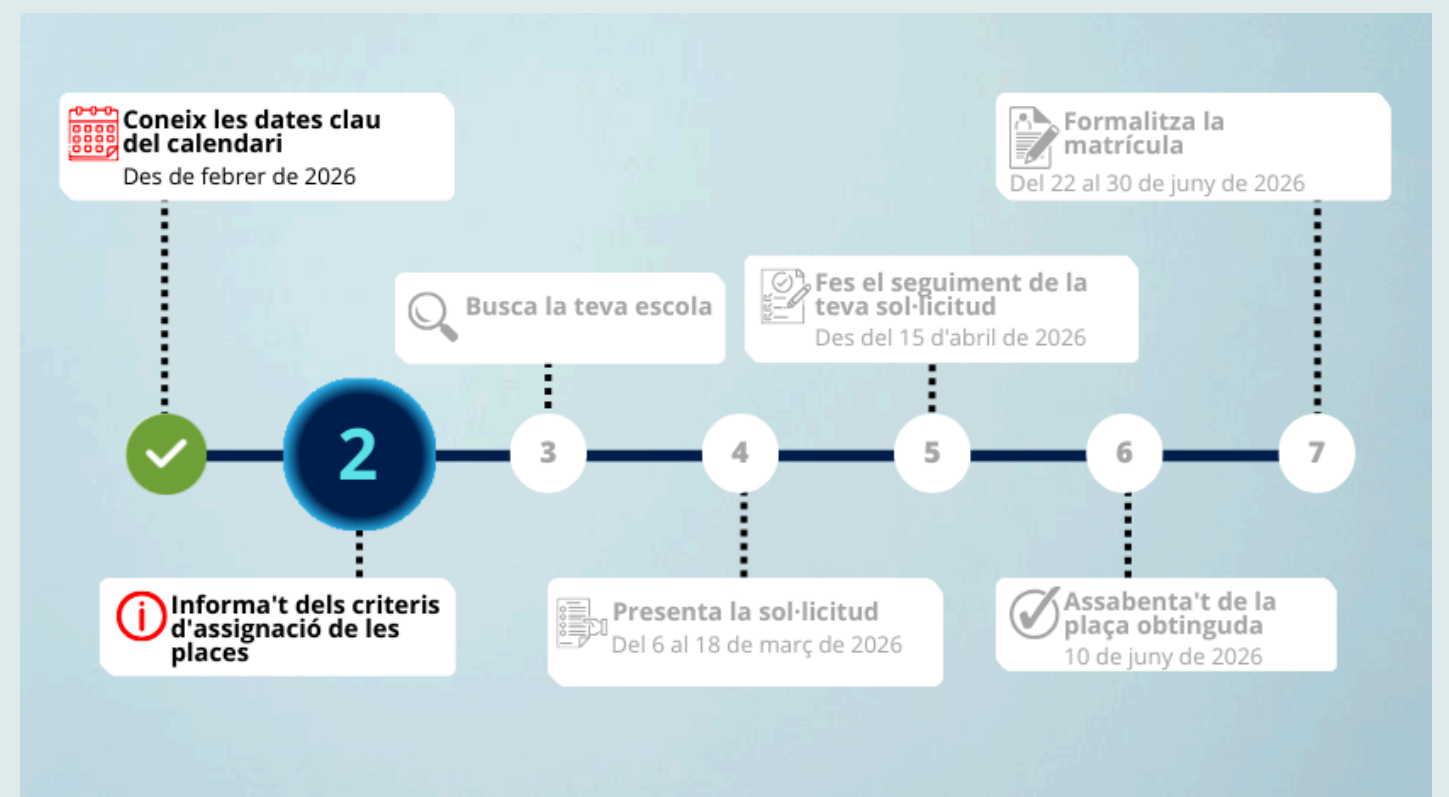 Coneix les dates clau
del calendari
Des de febrer de 2026
Formalitza la
matrícula
Del 22 al 30 de juny de 2026
Busca la teva escola
Fes el seguiment de la
teva sol·licitud
Des del 15 d'abril de 2026
2
3
4
5
6
7
Informa't dels criteris
d'assignació de les
places
Presenta la sol·licitud
Del 6 al 18 de març de 2026
Assabenta't de la
plaça obtinguda
10 de juny de 2026